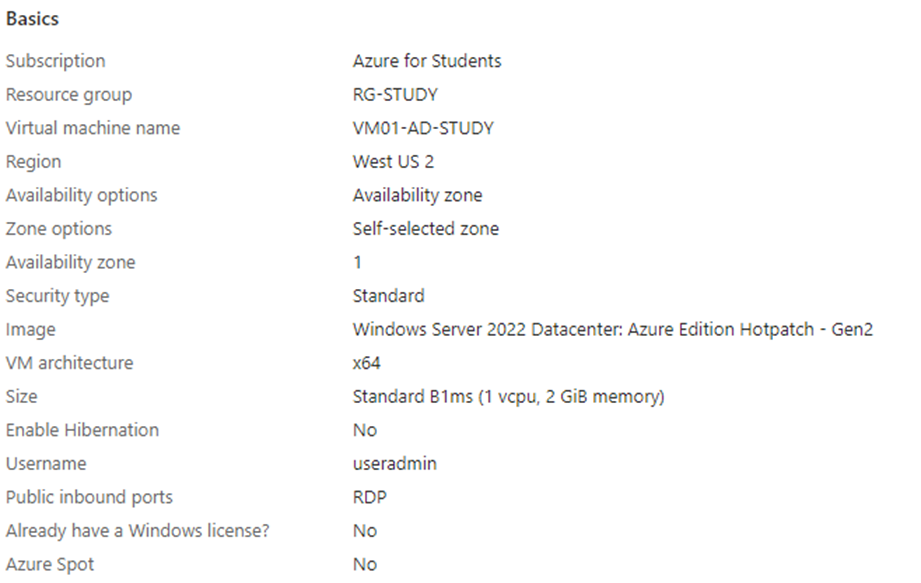 Basics
Subscription Azure for Students
Resource group RG-STUDY
Virtual machine name VM01-AD-STUDY
Region West US 2
Availability options Availability zone
Zone options Self-selected zone
Availability zone 1
Security type Standard
Image Windows Server 2022 Datacenter: Azure Edition Hotpatch - Gen2
VM architecture x64
Size Standard B1ms (1 vcpu, 2 GiB memory)
Enable Hibernation No
Username useradmin
Public inbound ports RDP
Already have a Windows license? No
Azure Spot No